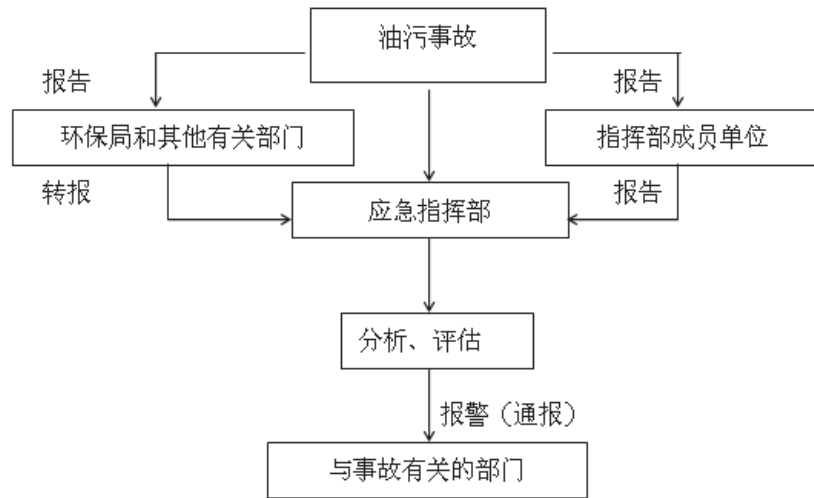 油污事故
报告
报告
环保局和其他有关部门
指挥部成员单位
转报
报告
应急指挥部
分析、评估
报警（通报）
与事故有关的部门